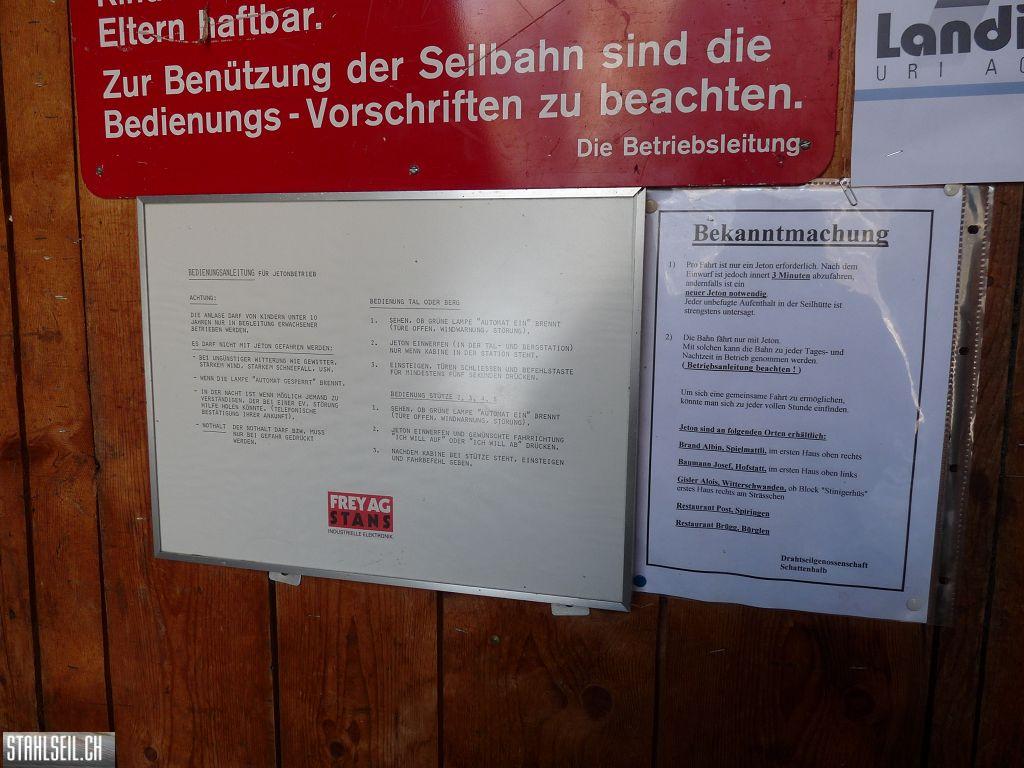 Eltern haftbar.
Zur Benützung der Seilbahn sind die
Bedienungs - Vorschriften zu beachten.
Die Betriebsleitung
Landi
URI AG
BEDIENUNGSANLEITUNG FÜR JETONBETRIEB
ACHTUNG:
DIE ANLAGE DARF VON KINDERN UNTER 10
JAHREN NUR IN BEGLEITUNG ERWACHSENER
BETRIEBEN WERDEN.
ES DARF NICHT MIT JETON GEFAHREN WERDEN:
- BEI UNGÜNSTIGER WITTERUNG WIE GEWITTER,
STARKEM WIND, STARKEM SCHNEEFALL, USW.
- WENN DIE LAMPE "AUTOMAT GESPERRT" BRENNT.
- IN DER NACHT IST WENN MÖGLICH JEMAND ZU
VERSTÄNDIGEN, DER BEI EINER EV. STÖRUNG
HILFE HOLEN KÖNNTE. (TELEFONISCHE
BESTÄTIGUNG IHRER ANKUNFT).
- NOTHALT DER NOTHALT DARF BZW. MUSS
NUR BEI GEFAHR GEDRÜCKT
WERDEN.
BEDIENUNG TAL ODER BERG
1. SEHEN, OB GRÜNE LAMPE "AUTOMAT EIN" BRENNT
(TÜRE OFFEN, WINDWARNUNG, STÖRUNG).
2. JETON EINWERFEN (IN DER TAL- UND BERGSTATION)
NUR WENN KABINE IN DER STATION STEHT.
3. EINSTEIGEN, TÜREN SCHLIESSEN UND BEFEHLSTASTE
FÜR MINDESTENS FÜNF SEKUNDEN DRÜCKEN.
BEDIENUNG STÜTZE 2, 3, 4, 5
1. SEHEN, OB GRÜNE LAMPE "AUTOMAT EIN" BRENNT
(TÜRE OFFEN, WINDWARNUNG, STÖRUNG).
2. JETON EINWERFEN UND GEWÜNSCHTE FAHRRICHTUNG
"ICH WILL AUF" ODER "ICH WILL AB" DRÜCKEN.
3. NACHDEM KABINE BEI STÜTZE STEHT, EINSTEIGEN
UND FAHRBEFEHL GEBEN.
FREY AG
STANS
INDUSTRIELLE ELEKTRONIK
Bekanntmachung
1) Pro Fahrt ist nur ein Jeton erforderlich. Nach dem
Einwurf ist jedoch innert 3 Minuten abzufahren,
andernfalls ist ein
neuer Jeton notwendig.
Jeder unbefugte Aufenthalt in der Seilhütte ist
strengstens untersagt.
2) Die Bahn fährt nur mit Jeton.
Mit solchen kann die Bahn zu jeder Tages- und
Nachtzeit in Betrieb genommen werden.
( Betriebsanleitung beachten ! )
Um sich eine gemeinsame Fahrt zu ermöglichen,
könnte man sich zu jeder vollen Stunde einfinden.
Jeton sind an folgenden Orten erhältlich:
Brand Albin, Spielmattli, im ersten Haus oben rechts
Baumann Josef, Hofstatt, im ersten Haus oben links
Gisler Alois, Witterschwanden, ob Block "Stinigerhüs"
erstes Haus rechts am Strässchen
Restaurant Post, Spiringen
Restaurant Brügg, Bürglen
Drahtseilgenossenschaft
Schattenhalb
STAHLSEIL.CH